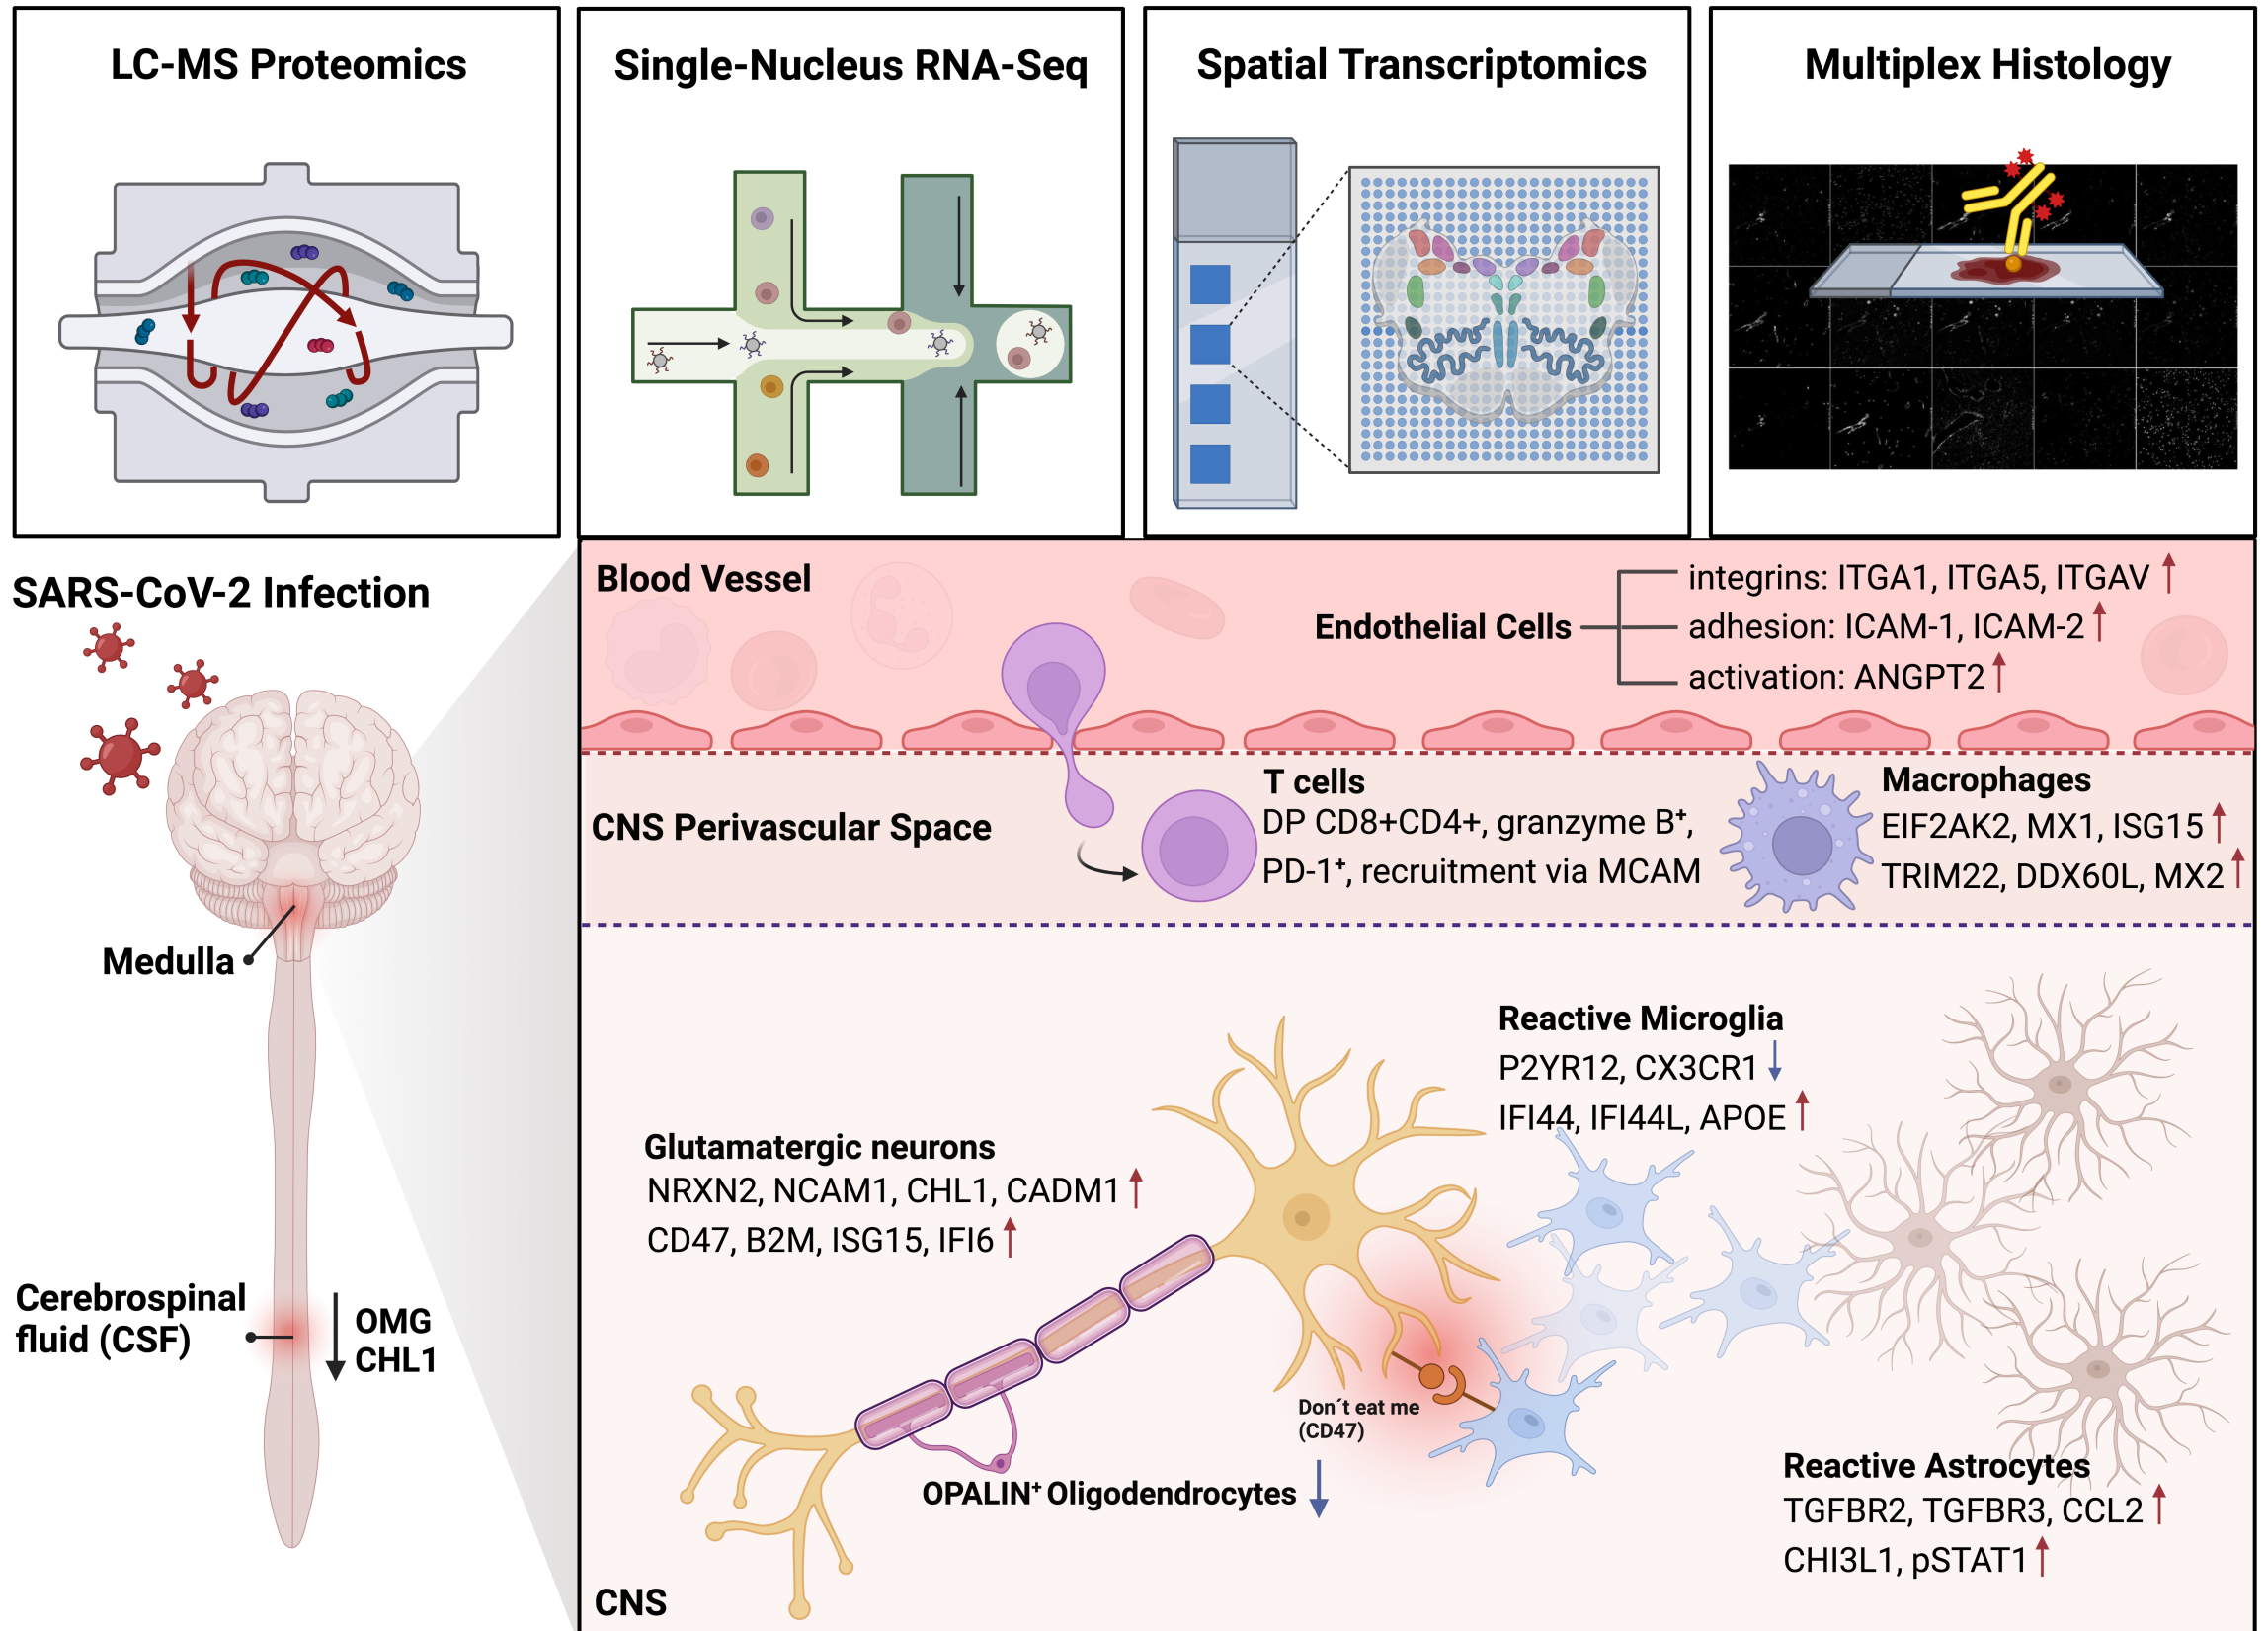 LC-MS Proteomics
Single-Nucleus RNA-Seq
Spatial Transcriptomics
Multiplex Histology
SARS-CoV-2 Infection
Medulla
Cerebrospinal
fluid (CSF)
OMG
CHL1
Blood Vessel
Endothelial Cells
integrins: ITGA1, ITGA5, ITGAV
adhesion: ICAM-1, ICAM-2
activation: ANGPT2
CNS Perivascular Space
T cells
DP CD8+CD4+, granzyme B⁺,
PD-1⁺, recruitment via MCAM
Macrophages
EIF2AK2, MX1, ISG15
TRIM22, DDX60L, MX2
Reactive Microglia
P2YR12, CX3CR1
IFI44, IFI44L, APOE
Glutamatergic neurons
NRXN2, NCAM1, CHL1, CADM1
CD47, B2M, ISG15, IFI6
Don´t eat me
(CD47)
OPALIN⁺ Oligodendrocytes
Reactive Astrocytes
TGFBR2, TGFBR3, CCL2
CHI3L1, pSTAT1
CNS